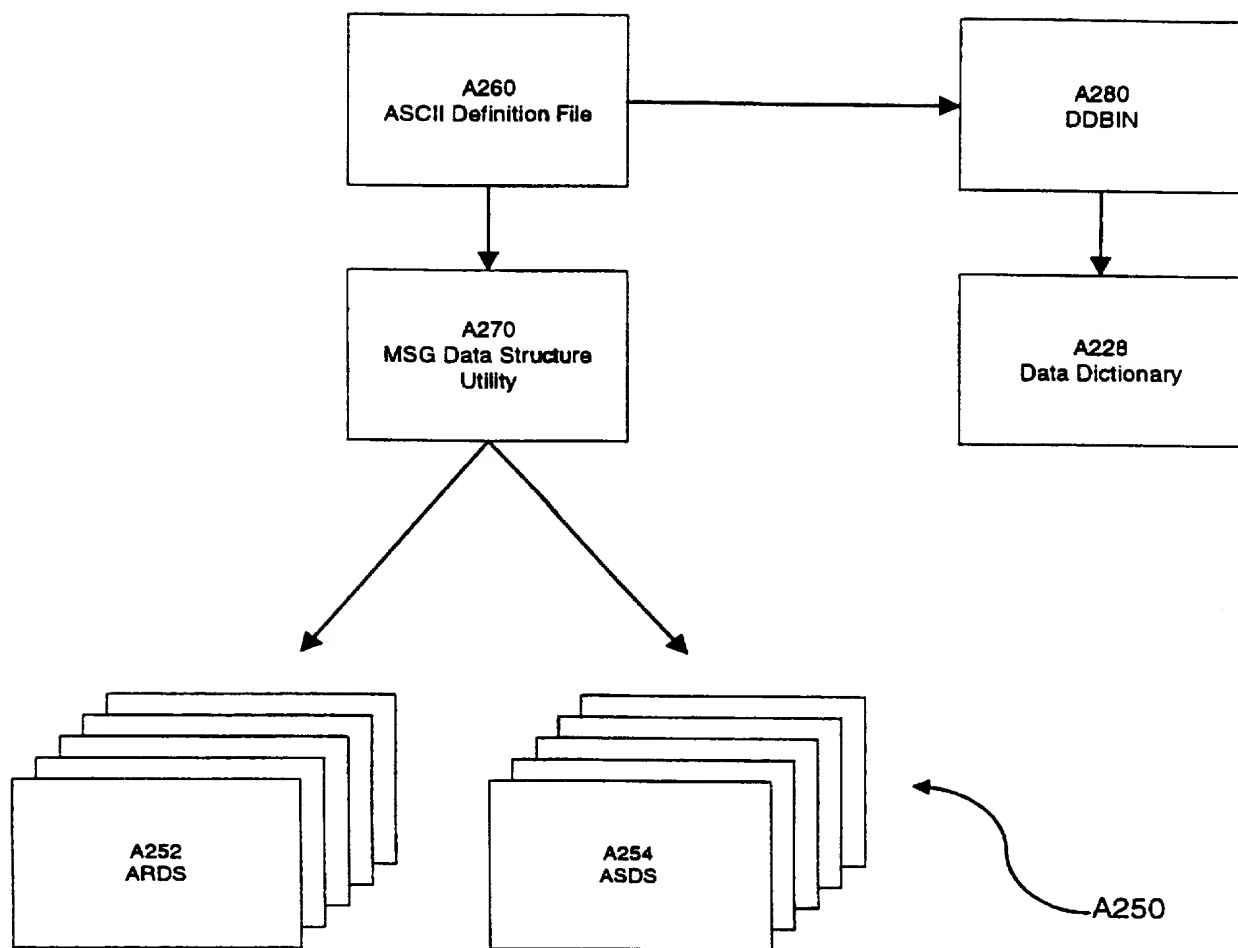 A260
ASCII Definition File
A280
DDBIN
A270
MSG Data Structure
Utility
A228
Data Dictionary
A252
ARDS
A254
ASDS
A250